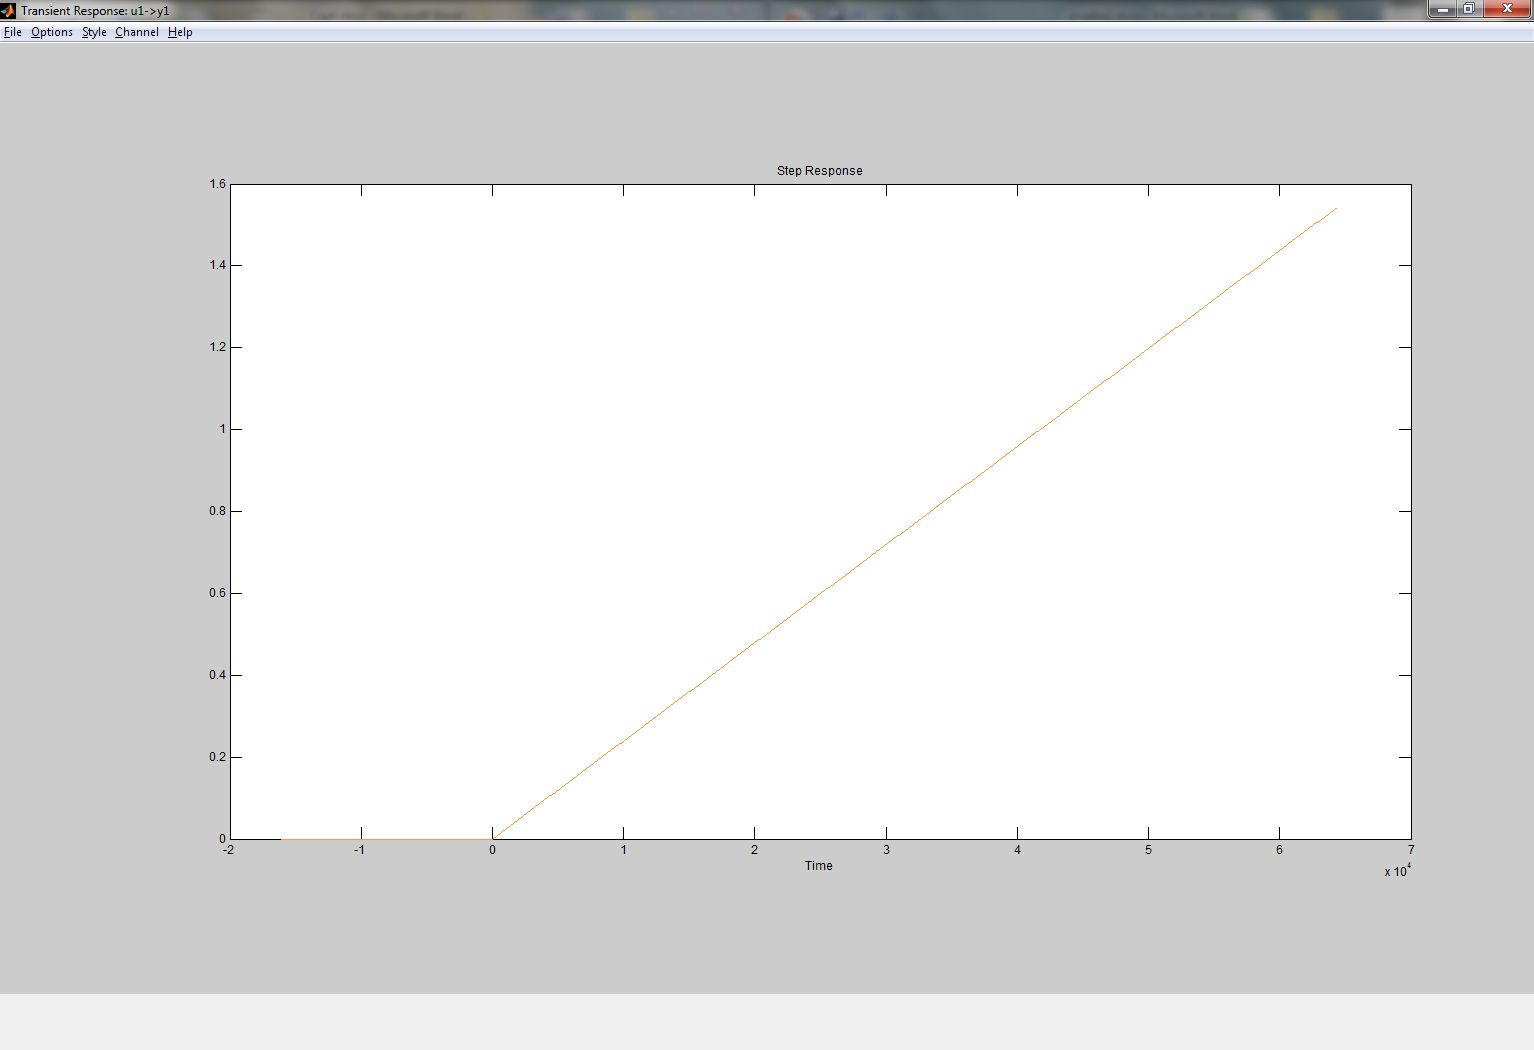 Transient Response: u1->y1
File Options Style Channel Help
Step Response
1.6
1.4
1.2
1
0.8
0.6
0.4
0.2
0
-2 -1 0 1 2 3 4 5 6 7
Time
x 10^4